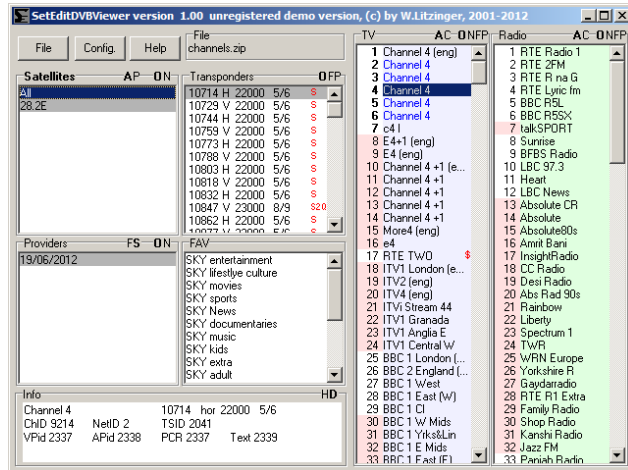 SetEditDVBViewer version 1.00 unregistered demo version, (c) by W.Litzinger, 2001-2012
File Config. Help
File
channels.zip
Satellites AP ON
All
28.2E
Transponders OFP
10714 H 22000 5/6 S
10729 V 22000 5/6 S
10744 H 22000 5/6 S
10759 V 22000 5/6 S
10773 H 22000 5/6 S
10788 V 22000 5/6 S
10803 H 22000 5/6 S
10818 V 22000 5/6 S
10832 H 22000 5/6 S
10847 V 23000 8/9 S2Q
10862 H 22000 5/6 S
10877 V 22000 5/6 S
Providers FS ON
19/06/2012
FAV
SKY entertainment
SKY lifestlye culture
SKY movies
SKY sports
SKY News
SKY documentaries
SKY music
SKY kids
SKY extra
SKY adult
Info HD
Channel 4 10714 hor 22000 5/6
ChID 9214 NetID 2 TSID 2041
VPid 2337 APid 2338 PCR 2337 Text 2339
TV AC ONFP
1 Channel 4 (eng)
2 Channel 4
3 Channel 4
4 Channel 4
5 Channel 4
6 Channel 4
7 c4 I
8 E4+1 (eng)
9 E4 (eng)
10 Channel 4 +1 (e...
11 Channel 4 +1
12 Channel 4 +1
13 Channel 4 +1
14 Channel 4 +1
15 More4 (eng)
16 e4
17 RTE TWO $
18 ITV1 London (e...
19 ITV2 (eng)
20 ITV4 (eng)
21 ITVi Stream 44
22 ITV1 Granada
23 ITV1 Anglia E
24 ITV1 Central W
25 BBC 1 London (...
26 BBC 2 England (...
27 BBC 1 West
28 BBC 1 East (W)
29 BBC 1 CI
30 BBC 1 W Mids
31 BBC 1 Yrks&Lin
32 BBC 1 E Mids
33 BBC 1 East (E)
Radio AC ONFP
1 RTE Radio 1
2 RTE 2FM
3 RTE R na G
4 RTE Lyric fm
5 BBC R5L
6 BBC R5SX
7 talkSPORT
8 Sunrise
9 BFBS Radio
10 LBC 97.3
11 Heart
12 LBC News
13 Absolute CR
14 Absolute
15 Absolute80s
16 Amrit Bani
17 InsightRadio
18 CC Radio
19 Desi Radio
20 Abs Rad 90s
21 Rainbow
22 Liberty
23 Spectrum 1
24 TWR
25 WRN Europe
26 Yorkshire R
27 Gaydarradio
28 RTE R1 Extra
29 Family Radio
30 Shop Radio
31 Kanshi Radio
32 Jazz FM
33 Panjab Radio